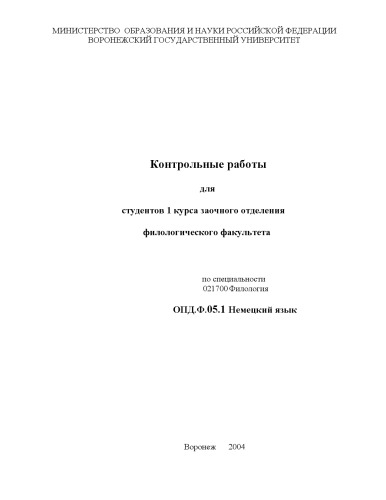 МИНИСТЕРСТВО ОБРАЗОВАНИЯ И НАУКИ РОССИЙСКОЙ ФЕДЕРАЦИИ
ВОРОНЕЖСКИЙ ГОСУДАРСТВЕННЫЙ УНИВЕРСИТЕТ
Контрольные работы
для
студентов 1 курса заочного отделения
филологического факультета
по специальности
021700 Филология
ОПД.Ф.05.1 Немецкий язык
Воронеж 2004